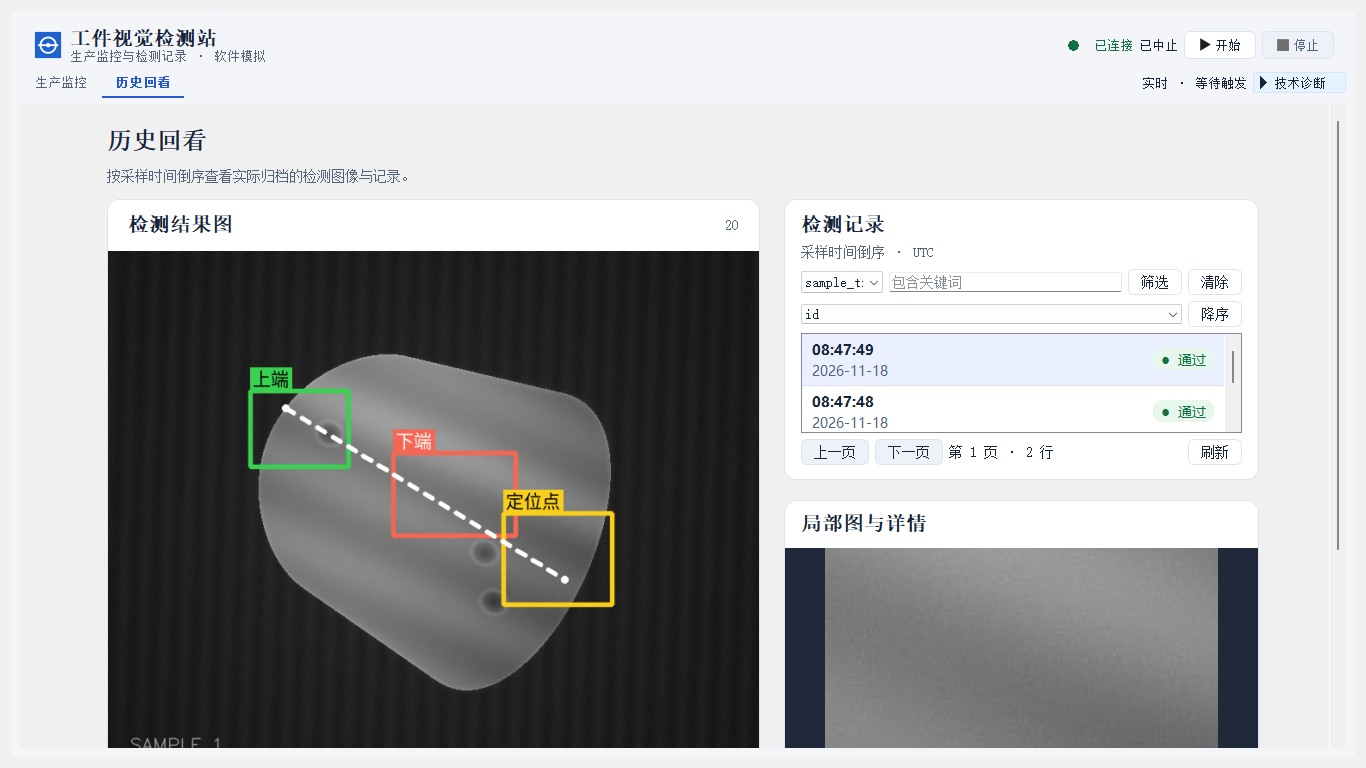 工件视觉检测站
生产监控与检测记录 · 软件模拟
已连接 已中止 开始 停止
生产监控 历史回看
实时 · 等待触发 技术诊断
历史回看
按采样时间倒序查看实际归档的检测图像与记录。
检测结果图 20
上端
下端
定位点
SAMPLE 1
检测记录
采样时间倒序 · UTC
sample_t: 包含关键词 筛选 清除
id 降序
08:47:49
2026-11-18
通过
08:47:48
2026-11-18
通过
上一页 下一页 第 1 页 · 2 行 刷新
局部图与详情